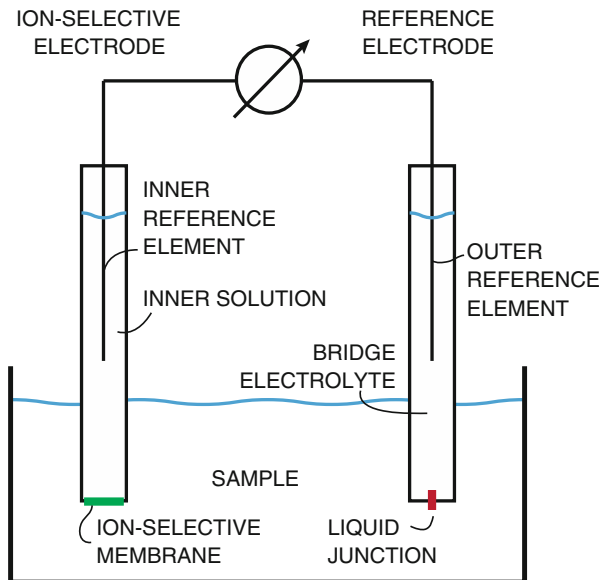 ION-SELECTIVE
ELECTRODE
REFERENCE
ELECTRODE
INNER
REFERENCE
ELEMENT
INNER SOLUTION
OUTER
REFERENCE
ELEMENT
BRIDGE
ELECTROLYTE
SAMPLE
ION-SELECTIVE
MEMBRANE
LIQUID
JUNCTION